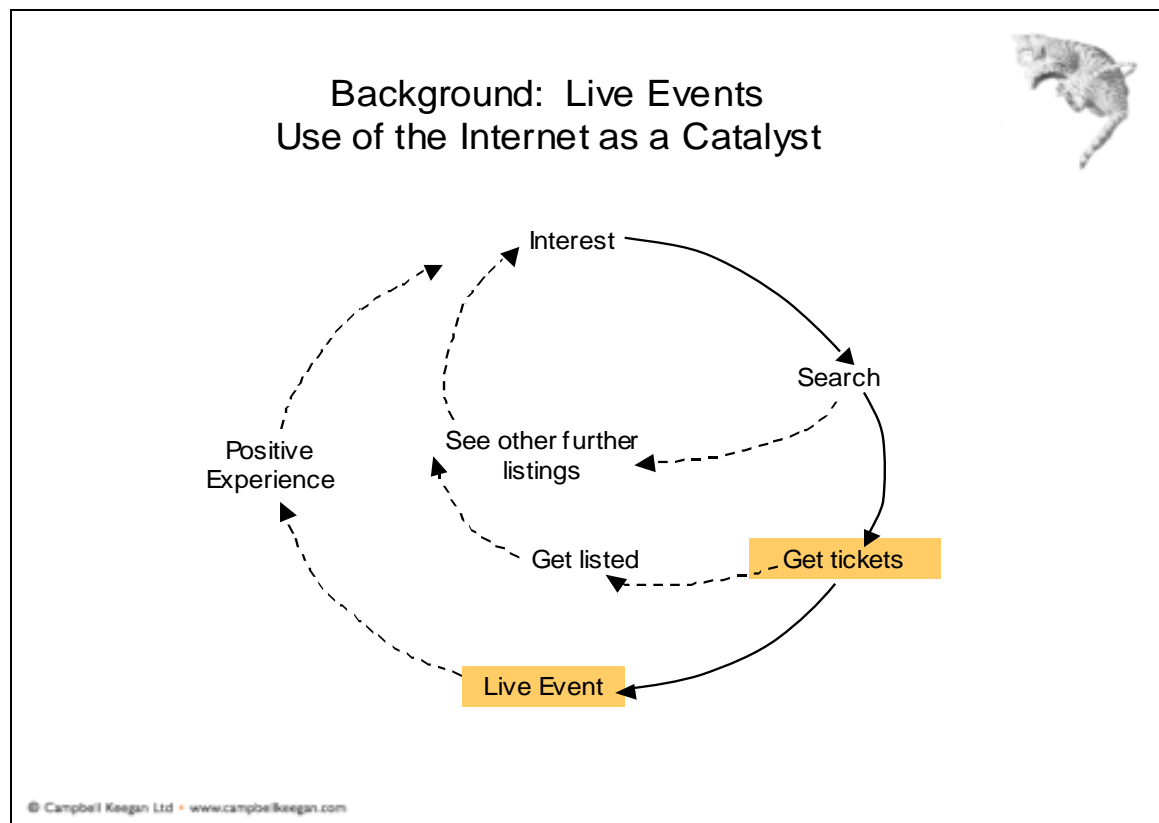 Background: Live Events
Use of the Internet as a Catalyst
Interest
Search
See other further
listings
Positive
Experience
Get listed
Get tickets
Live Event
© Campbell Keegan Ltd • www.campbellkeegan.com